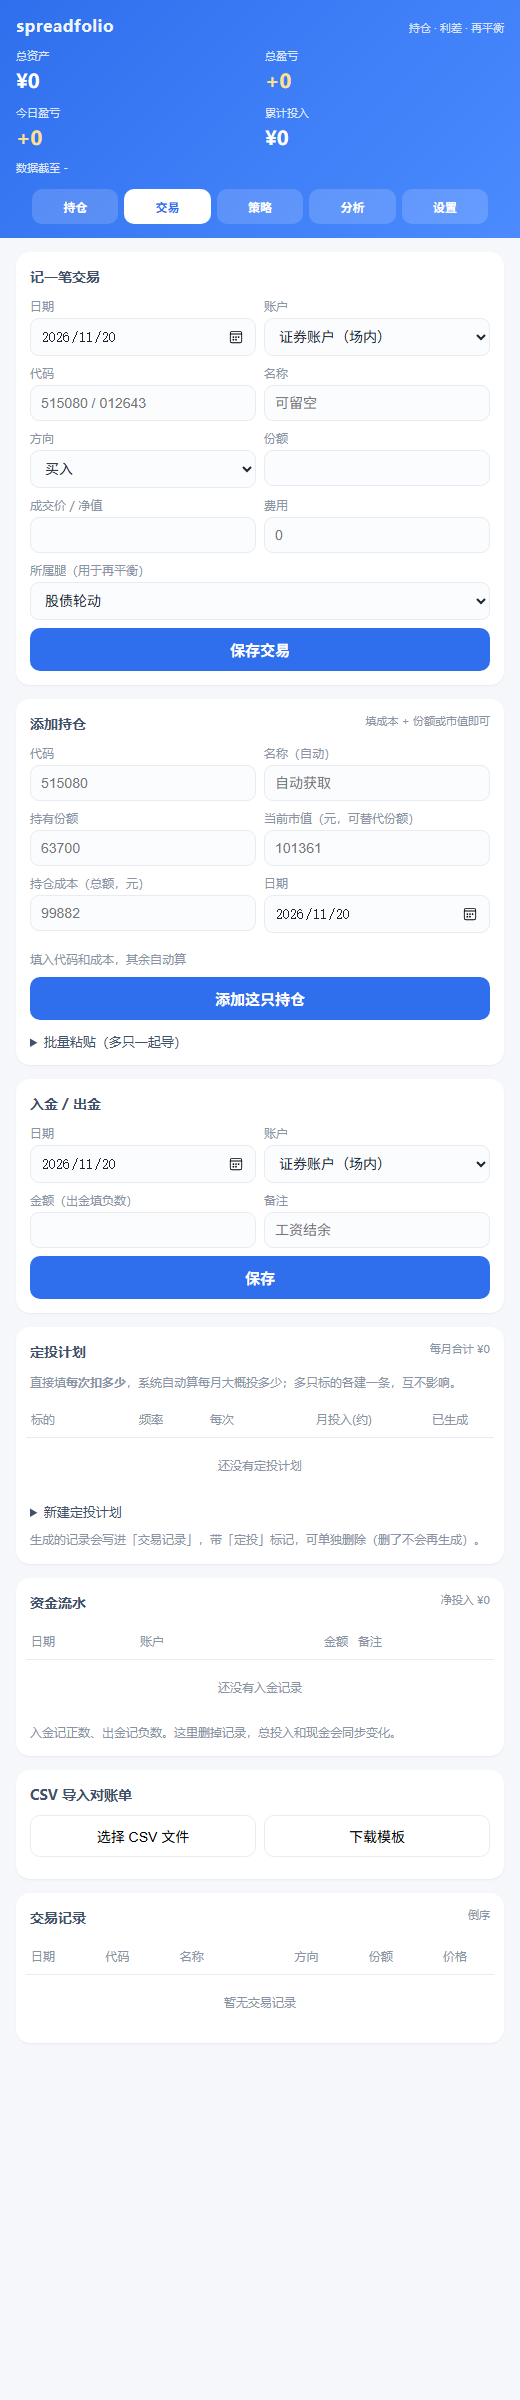 spreadfolio
持仓 · 利差 · 再平衡
总资产 总盈亏
¥0 +0
今日盈亏 累计投入
+0 ¥0
数据截至 -
持仓 交易 策略 分析 设置
记一笔交易
日期 账户
2026/11/20 证券账户（场内）
代码 名称
515080 / 012643 可留空
方向 份额
买入
成交价 / 净值 费用
0
所属腿（用于再平衡）
股债轮动
保存交易
添加持仓 填成本 + 份额或市值即可
代码 名称（自动）
515080 自动获取
持有份额 当前市值（元，可替代份额）
63700 101361
持仓成本（总额，元） 日期
99882 2026/11/20
填入代码和成本，其余自动算
添加这只持仓
▶ 批量粘贴（多只一起导）
入金 / 出金
日期 账户
2026/11/20 证券账户（场内）
金额（出金填负数） 备注
工资结余
保存
定投计划 每月合计 ¥0
直接填每次扣多少，系统自动算每月大概投多少；多只标的各建一条，互不影响。
标的 频率 每次 月投入(约) 已生成
还没有定投计划
▶ 新建定投计划
生成的记录会写进「交易记录」，带「定投」标记，可单独删除（删了不会再生成）。
资金流水 净投入 ¥0
日期 账户 金额 备注
还没有入金记录
入金记正数、出金记负数。这里删掉记录，总投入和现金会同步变化。
CSV 导入对账单
选择 CSV 文件 下载模板
交易记录 倒序
日期 代码 名称 方向 份额 价格
暂无交易记录